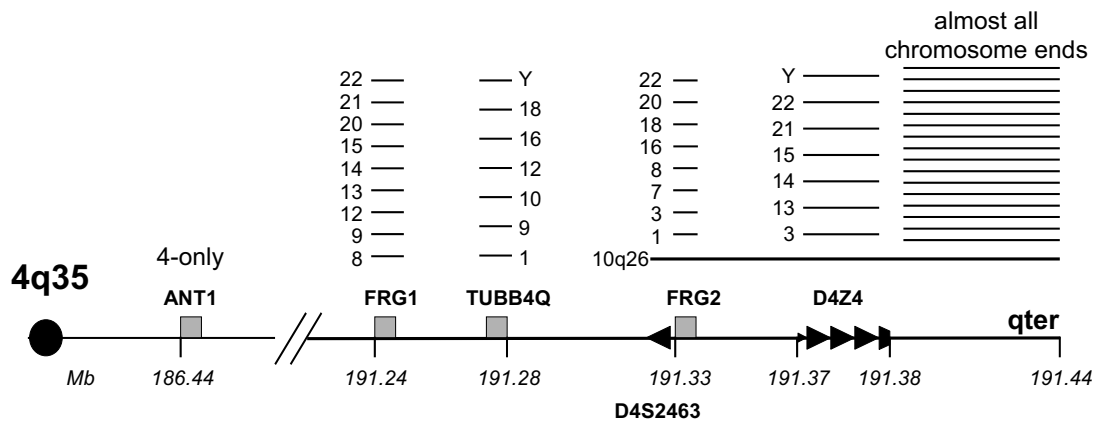 almost all
chromosome ends
22
21
20
15
14
13
12
9
8
Y
18
16
12
10
9
1
22
20
18
16
8
7
3
1
10q26
Y
22
21
15
14
13
3
4-only
4q35
ANT1
FRG1
TUBB4Q
FRG2
D4Z4
qter
Mb
186.44
191.24
191.28
191.33
191.37
191.38
191.44
D4S2463